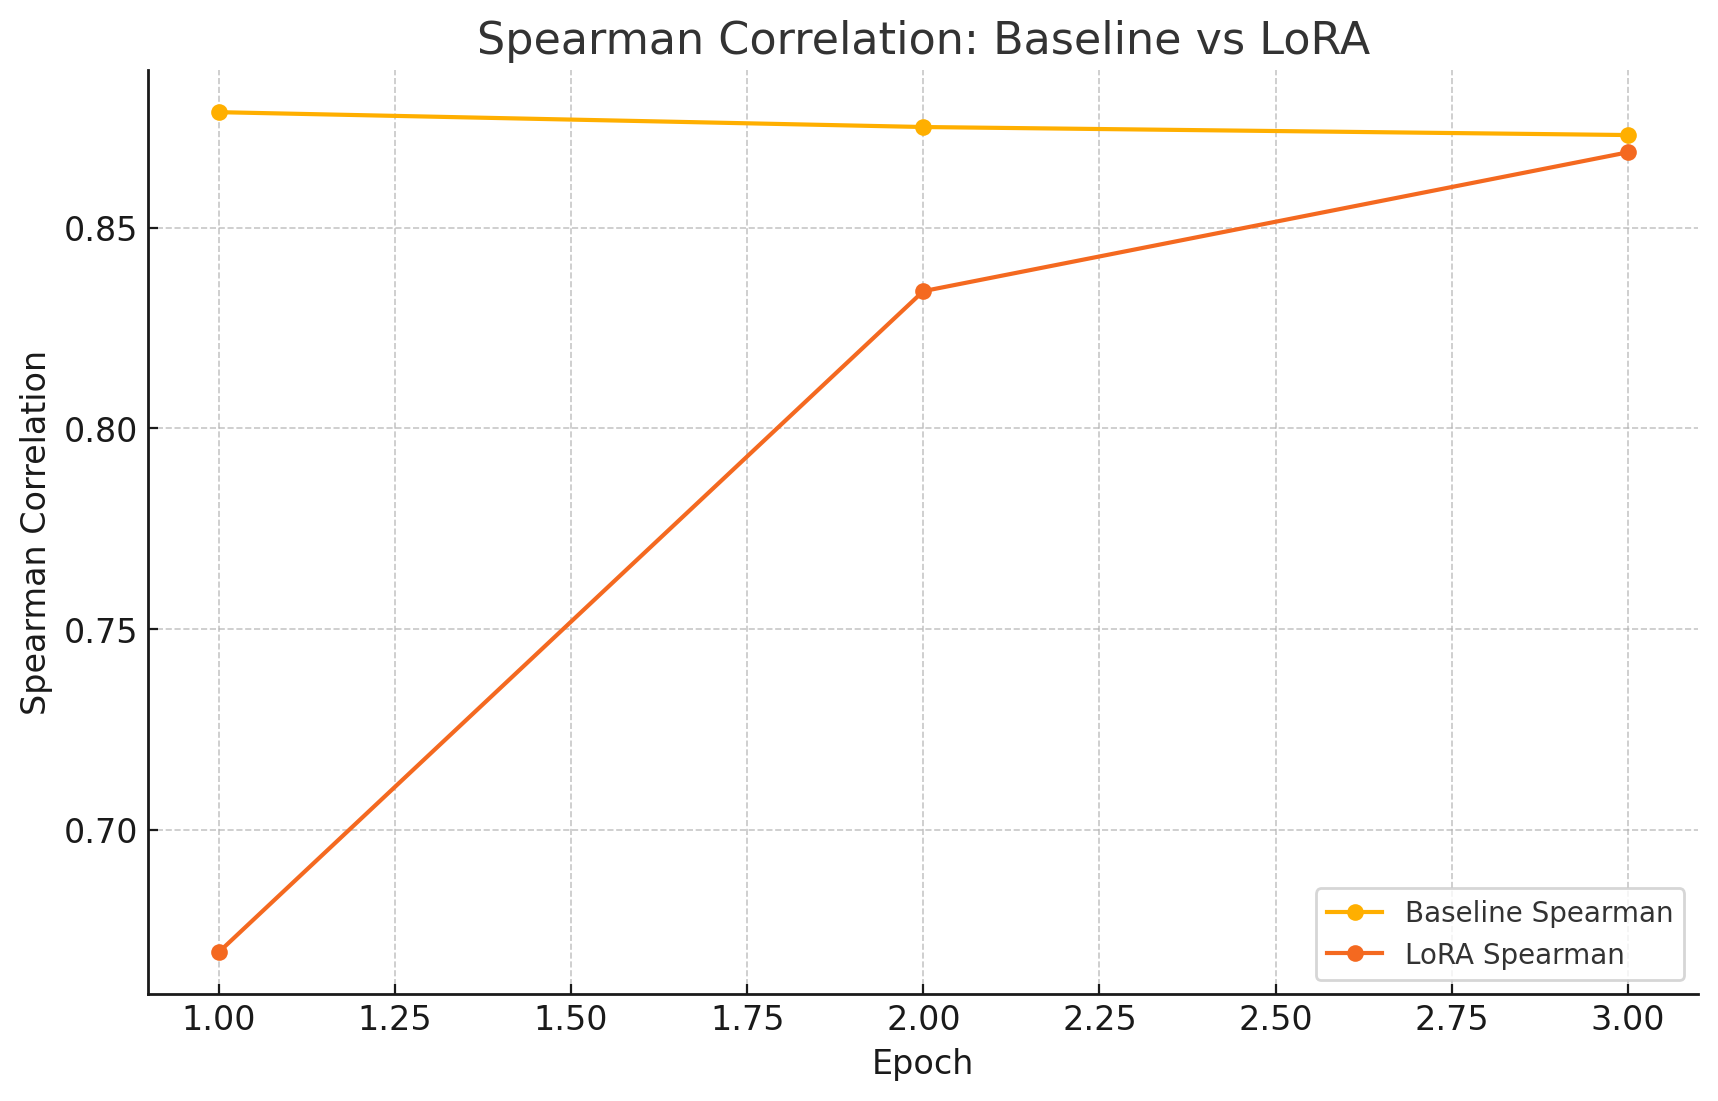 Spearman Correlation: Baseline vs LoRA
Spearman Correlation
0.85
0.80
0.75
0.70
Baseline Spearman
LoRA Spearman
1.00 1.25 1.50 1.75 2.00 2.25 2.50 2.75 3.00
Epoch